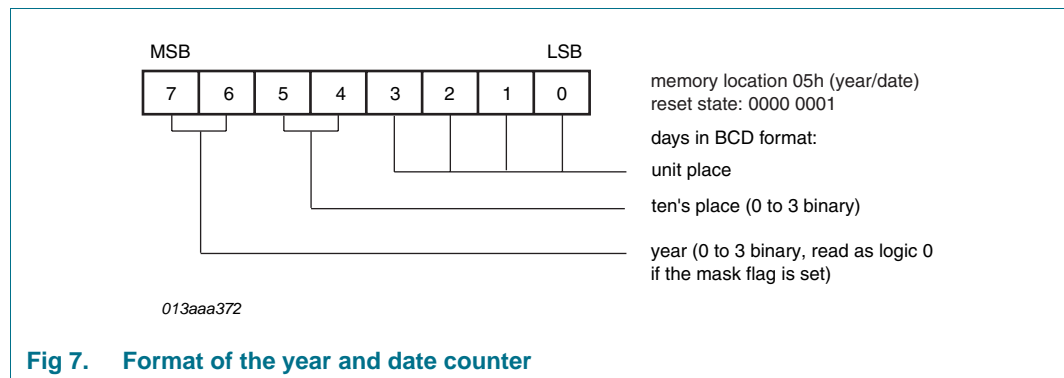 MSB LSB
7 6 5 4 3 2 1 0
memory location 05h (year/date)
reset state: 0000 0001
days in BCD format:
unit place
ten's place (0 to 3 binary)
year (0 to 3 binary, read as logic 0
if the mask flag is set)
013aaa372
Fig 7. Format of the year and date counter